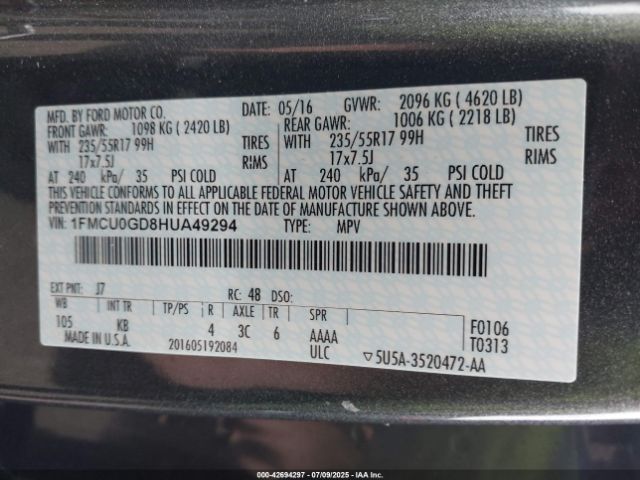 MFD. BY FORD MOTOR CO. DATE: 05/16 GVWR: 2096 KG ( 4620 LB)
FRONT GAWR: 1098 KG ( 2420 LB) REAR GAWR: 1006 KG ( 2218 LB)
WITH 235/55R17 99H TIRES WITH 235/55R17 99H TIRES
17x7.5J RIMS 17x7.5J RIMS
AT 240 kPa/ 35 PSI COLD AT 240 kPa/ 35 PSI COLD
THIS VEHICLE CONFORMS TO ALL APPLICABLE FEDERAL MOTOR VEHICLE SAFETY AND THEFT
PREVENTION STANDARDS IN EFFECT ON THE DATE OF MANUFACTURE SHOWN ABOVE.
VIN: 1FMCU0GD8HUA49294 TYPE: MPV
EXT PNT: J7 RC: 48 DSO:
WB INT TR TP/PS R AXLE TR SPR
105 KB 4 3C 6 AAAA F0106
MADE IN U.S.A. 201605192084 ULC ▽5U5A-3520472-AA T0313
000-42694297 | 07/09/2025 - IAA Inc.